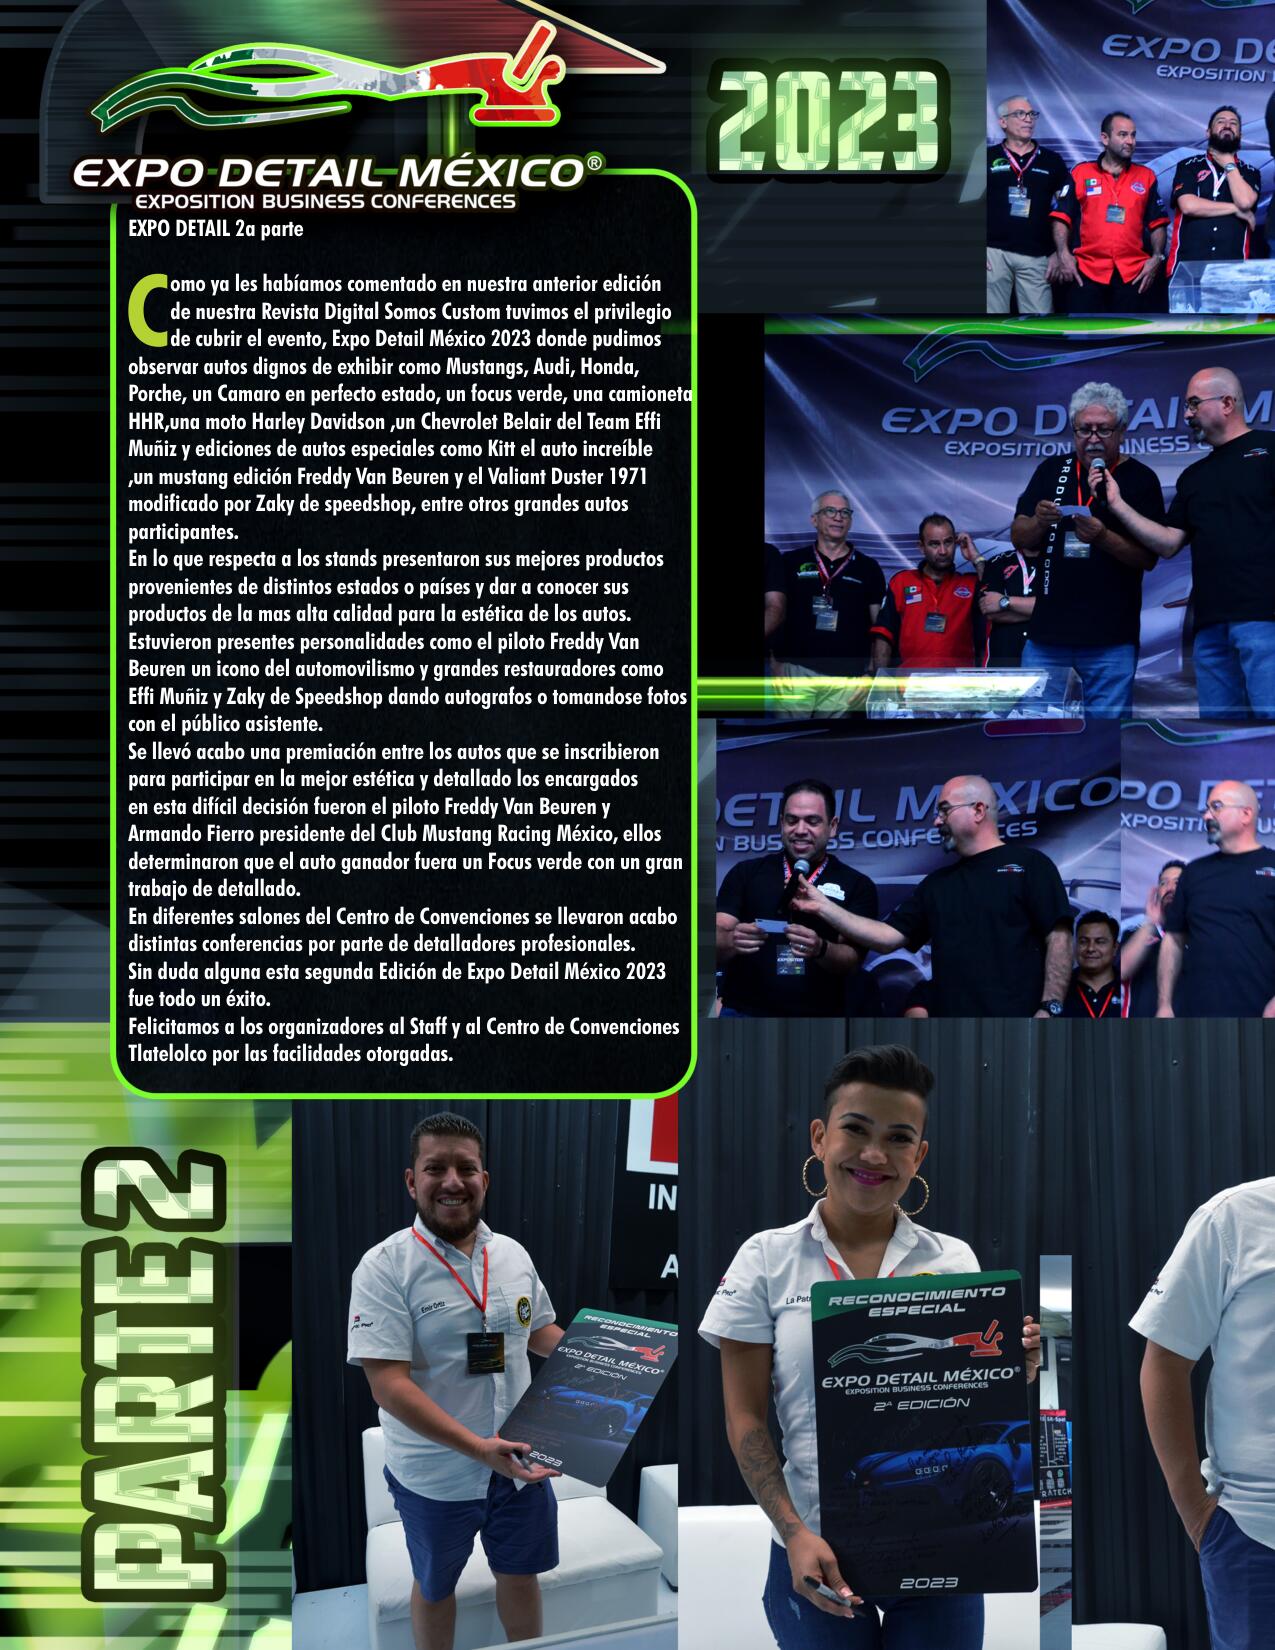 EXPO DETAIL MÉXICO®
EXPOSITION BUSINESS CONFERENCES
2023
EXPO DETAIL 2a parte
Como ya les habíamos comentado en nuestra anterior edición
de nuestra Revista Digital Somos Custom tuvimos el privilegio
de cubrir el evento, Expo Detail México 2023 donde pudimos
observar autos dignos de exhibir como Mustangs, Audi, Honda,
Porche, un Camaro en perfecto estado, un focus verde, una camioneta
HHR,una moto Harley Davidson ,un Chevrolet Belair del Team Effi
Muñiz y ediciones de autos especiales como Kitt el auto increíble
,un mustang edición Freddy Van Beuren y el Valiant Duster 1971
modificado por Zaky de speedshop, entre otros grandes autos
participantes.
En lo que respecta a los stands presentaron sus mejores productos
provenientes de distintos estados o países y dar a conocer sus
productos de la mas alta calidad para la estética de los autos.
Estuvieron presentes personalidades como el piloto Freddy Van
Beuren un icono del automovilismo y grandes restauradores como
Effi Muñiz y Zaky de Speedshop dando autografos o tomandose fotos
con el público asistente.
Se llevó acabo una premiación entre los autos que se inscribieron
para participar en la mejor estética y detallado los encargados
en esta difícil decisión fueron el piloto Freddy Van Beuren y
Armando Fierro presidente del Club Mustang Racing México, ellos
determinaron que el auto ganador fuera un Focus verde con un gran
trabajo de detallado.
En diferentes salones del Centro de Convenciones se llevaron acabo
distintas conferencias por parte de detalladores profesionales.
Sin duda alguna esta segunda Edición de Expo Detail México 2023
fue todo un éxito.
Felicitamos a los organizadores al Staff y al Centro de Convenciones
Tlatelolco por las facilidades otorgadas.
PARTE 2
EXPO DE
EXPOSITION B
EXPO DETAIL M
EXPOSITION BUSINESS CO
PRODUCTOS
DETAIL MÉXICO
N BUSINESS CONFERENCES
EXPOSITOR
PO DET
XPOSITI
IN
A
Emir Ortiz
RECONOCIMIENTO
ESPECIAL
EXPO DETAIL MÉXICO®
EXPOSITION BUSINESS CONFERENCES
2ª EDICIÓN
2023
La Patr
RECONOCIMIENTO
ESPECIAL
EXPO DETAIL MÉXICO®
EXPOSITION BUSINESS CONFERENCES
2ª EDICIÓN
2023
RATECH